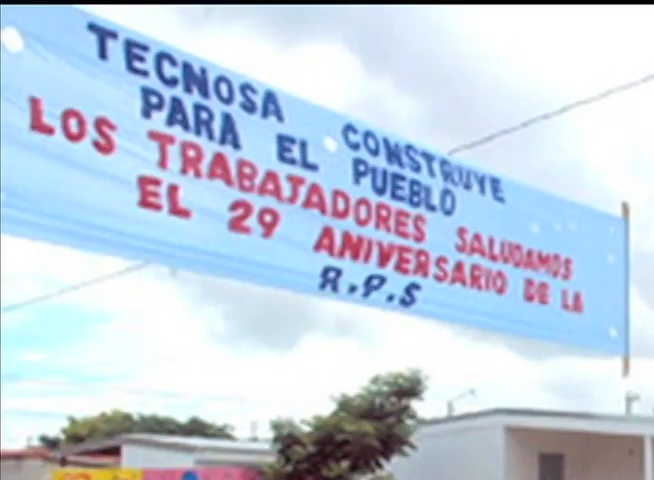 TECNOSA CONSTRUYE
PARA EL PUEBLO
LOS TRABAJADORES SALUDAMOS
EL 29 ANIVERSARIO DE LA
R.P.S